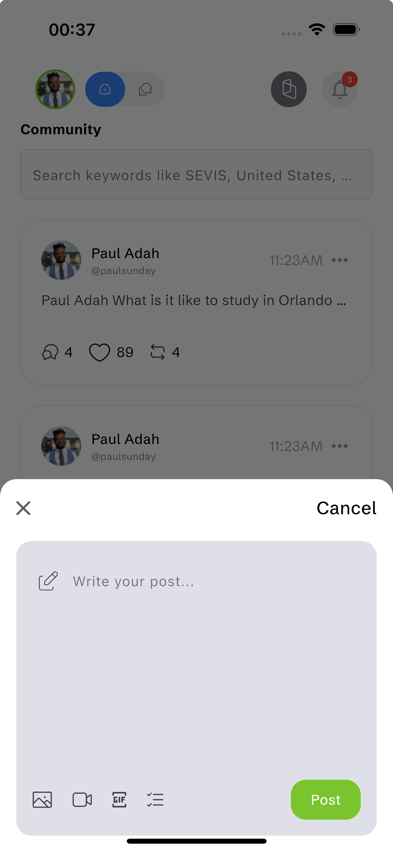 00:37
3
Community
Search keywords like SEVIS, United States, ...
Paul Adah
11:23AM
@paulsunday
Paul Adah What is it like to study in Orlando ...
4
89
4
Paul Adah
11:23AM
@paulsunday
Cancel
Write your post...
GIF
Post